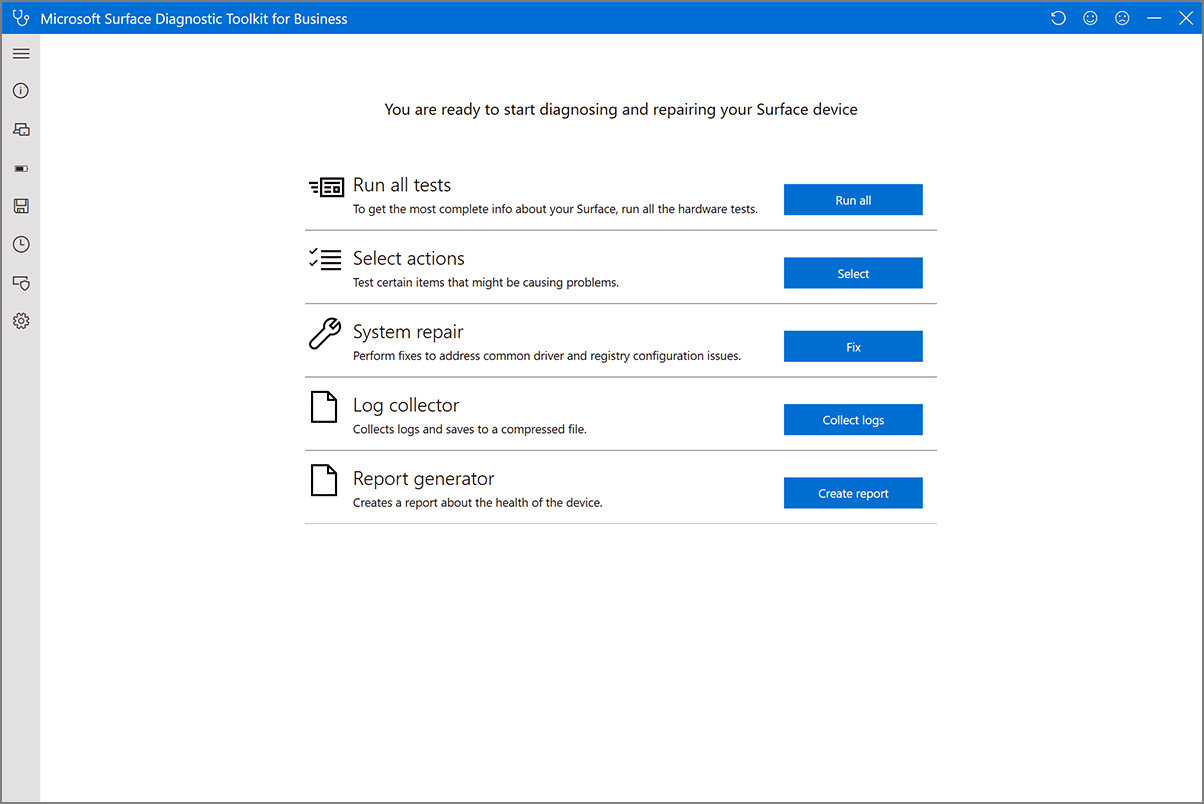 Microsoft Surface Diagnostic Toolkit for Business
You are ready to start diagnosing and repairing your Surface device
Run all tests
To get the most complete info about your Surface, run all the hardware tests.
Run all
Select actions
Test certain items that might be causing problems.
Select
System repair
Perform fixes to address common driver and registry configuration issues.
Fix
Log collector
Collects logs and saves to a compressed file.
Collect logs
Report generator
Creates a report about the health of the device.
Create report